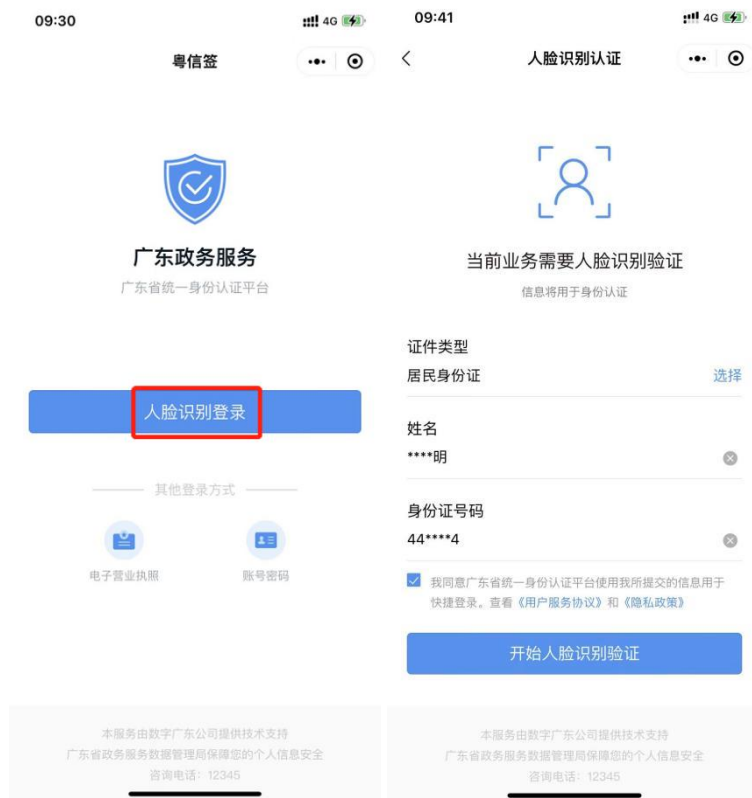 09:30
4G
粤信签
广东政务服务
广东省统一身份认证平台
人脸识别登录
其他登录方式
电子营业执照
账号密码
本服务由数字广东公司提供技术支持
广东省政务服务数据管理局保障您的个人信息安全
咨询电话：12345
09:41
4G
人脸识别认证
当前业务需要人脸识别验证
信息将用于身份认证
证件类型
居民身份证
选择
姓名
****明
身份证号码
44****4
我同意广东省统一身份认证平台使用我所提交的信息用于
快捷登录。查看《用户服务协议》和《隐私政策》
开始人脸识别验证
本服务由数字广东公司提供技术支持
广东省政务服务数据管理局保障您的个人信息安全
咨询电话：12345